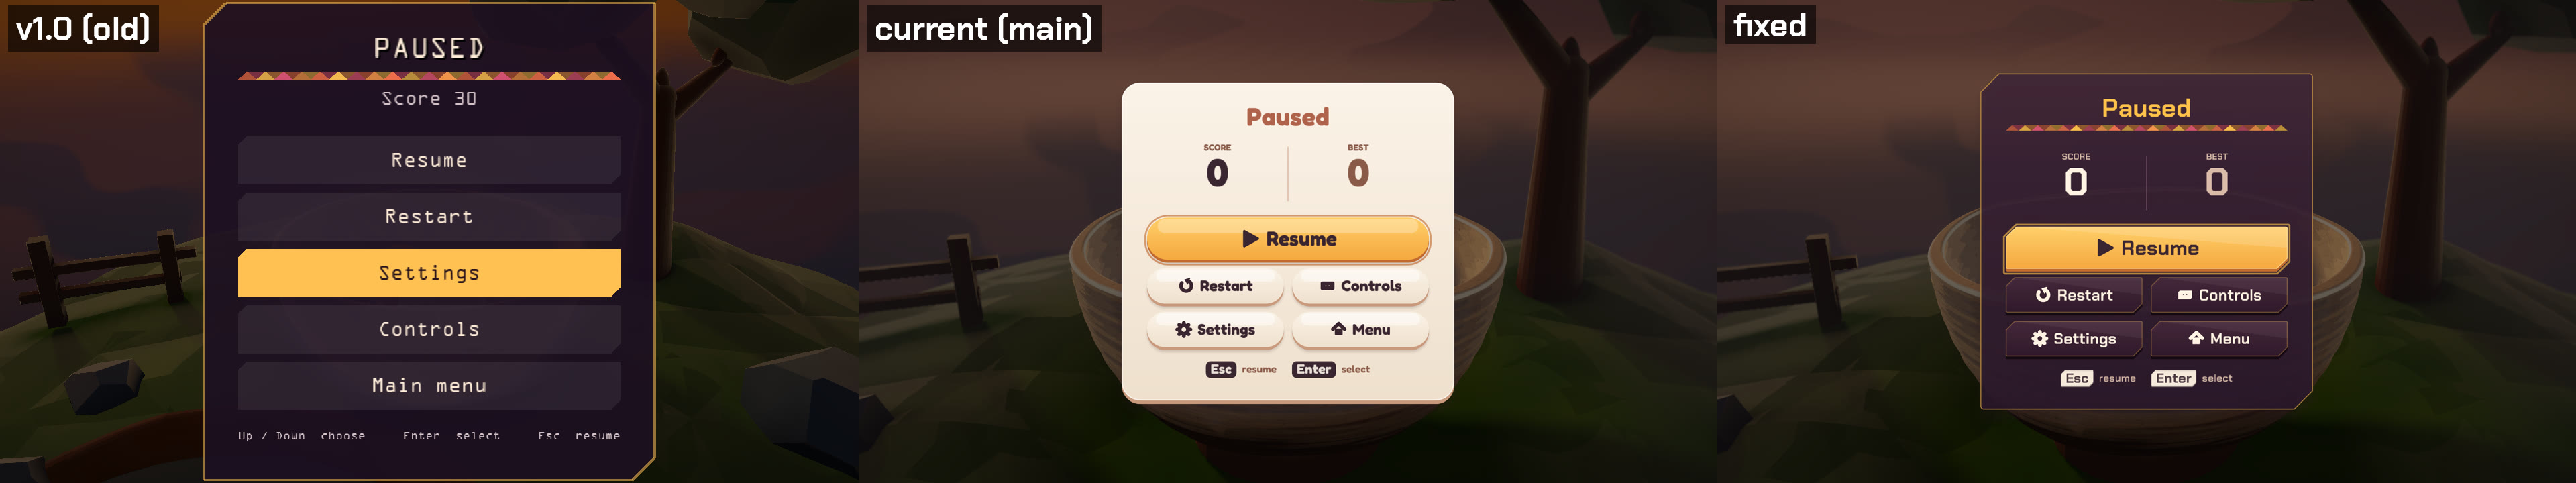 v1.0 (old)
PAUSED
Score 30
Resume
Restart
Settings
Controls
Main menu
Up / Down choose Enter select Esc resume
current (main)
Paused
SCORE BEST
0 0
Resume
Restart Controls
Settings Menu
Esc resume Enter select
fixed
Paused
SCORE BEST
0 0
Resume
Restart Controls
Settings Menu
Esc resume Enter select